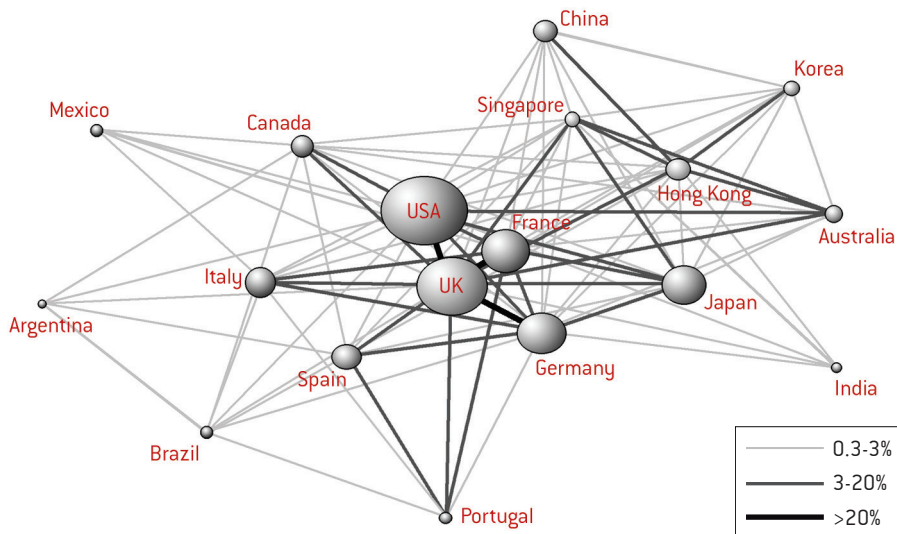 China
Korea
Mexico
Singapore
Canada
Hong Kong
USA
France
Australia
Italy
UK
Japan
Argentina
Germany
Spain
India
Brazil
0.3-3%
3-20%
Portugal
>20%